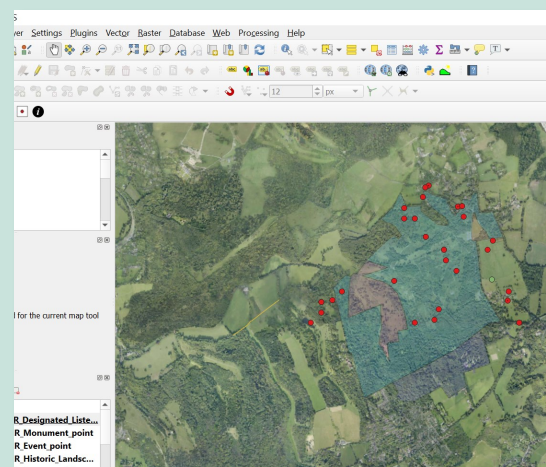 S
yer Settings Plugins Vector Raster Database Web Processing Help
12 px
l for the current map tool
R_Designated_Liste...
R_Monument_point
R_Event_point
R_Historic_Landsc...